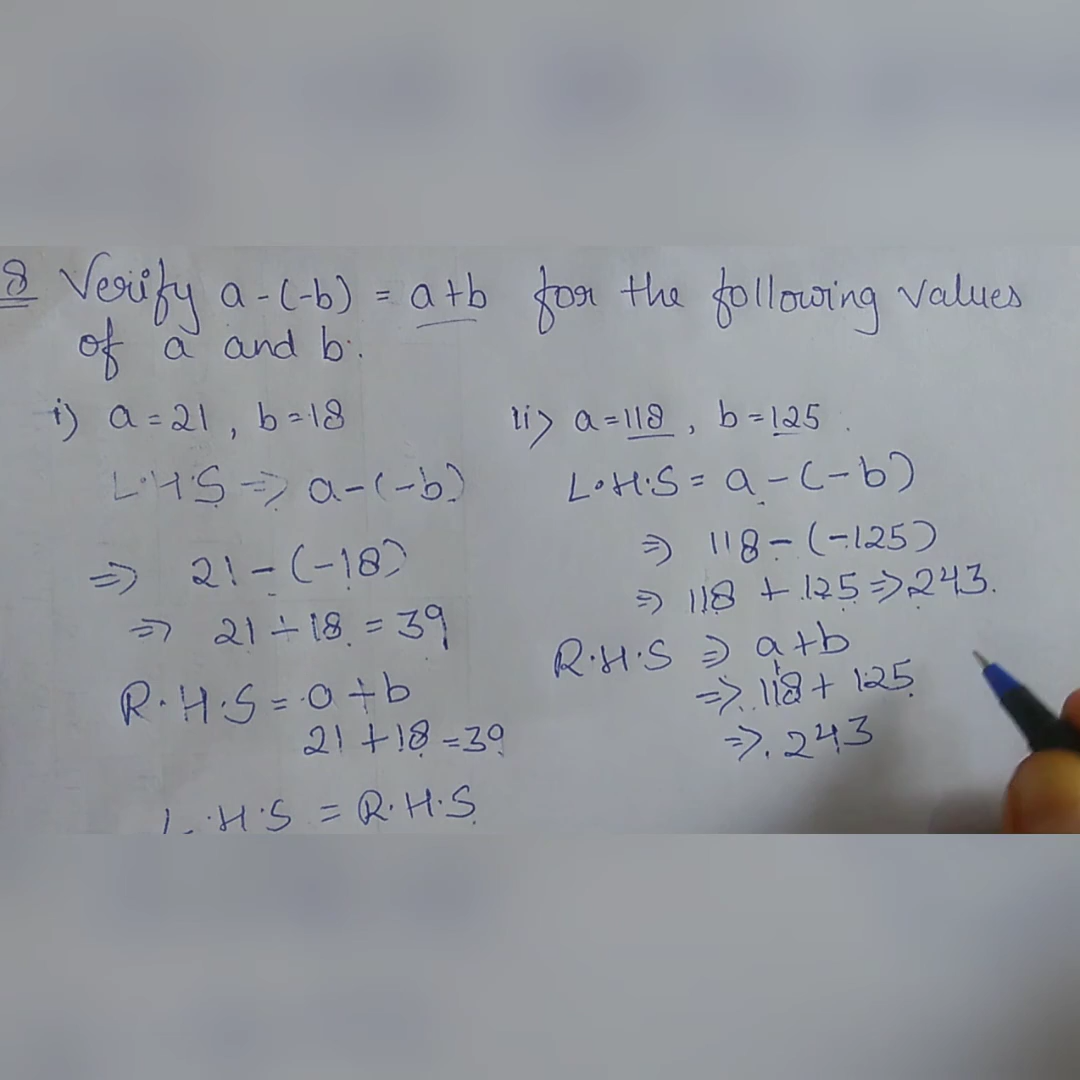 8 Verify a-(-b) = a+b for the following values
of a and b.
i) a=21, b=18
L.H.S => a-(-b)
=> 21-(-18)
=> 21+18 = 39
R.H.S = a+b
21+18=39
L.H.S = R.H.S
ii) a=118, b=125.
L.H.S = a-(-b)
=> 118-(-125)
=> 118 + 125 => 243.
R.H.S => a+b
=> 118+ 125
=> 243